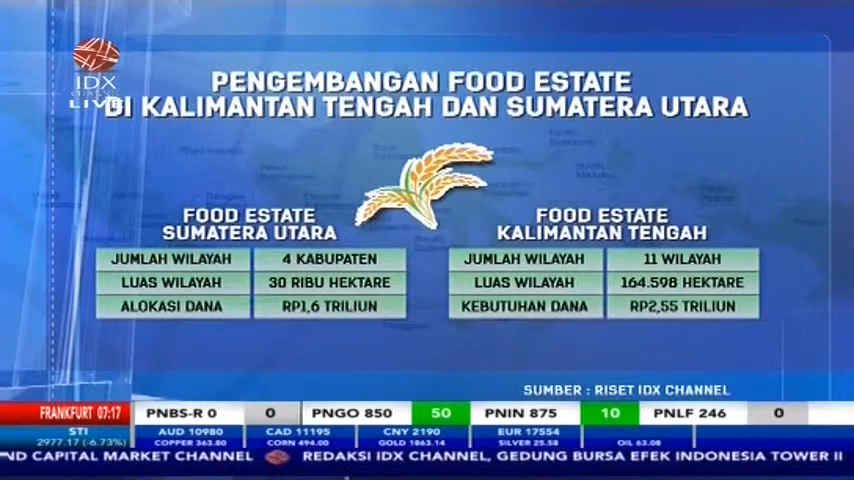 IDX
CHANNEL
LIVE
PENGEMBANGAN FOOD ESTATE
DI KALIMANTAN TENGAH DAN SUMATERA UTARA
FOOD ESTATE
SUMATERA UTARA
JUMLAH WILAYAH 4 KABUPATEN
LUAS WILAYAH 30 RIBU HEKTARE
ALOKASI DANA RP1,6 TRILIUN
FOOD ESTATE
KALIMANTAN TENGAH
JUMLAH WILAYAH 11 WILAYAH
LUAS WILAYAH 164.598 HEKTARE
KEBUTUHAN DANA RP2,55 TRILIUN
SUMBER : RISET IDX CHANNEL
FRANKFURT 07:17 PNBS-R 0 0 PNGO 850 50 PNIN 875 10 PNLF 246 0
STI AUD 10980 CAD 11195 CNY 2190 EUR 17554
2977.17 (-6.73%) COPPER 363.80 CORN 494.00 GOLD 1863.14 SILVER 25.58 OIL 63.08
ND CAPITAL MARKET CHANNEL REDAKSI IDX CHANNEL, GEDUNG BURSA EFEK INDONESIA TOWER II